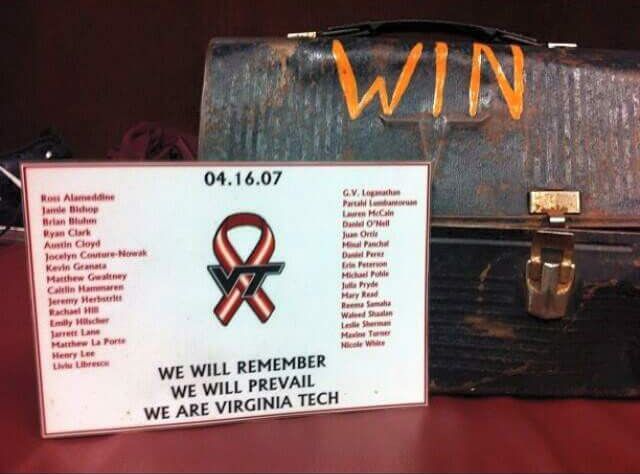 WIN
04.16.07
Ross Alameddine
Jamie Bishop
Brian Bluhm
Ryan Clark
Austin Cloyd
Jocelyn Couture-Nowak
Kevin Granata
Matthew Gwaltney
Caitlin Hammaren
Jeremy Herbstritt
Rachael Hill
Emily Hilscher
Jarrett Lane
Matthew La Porte
Henry Lee
Liviu Librescu
G.V. Loganathan
Partahi Lumbantoruan
Lauren McCain
Daniel O'Neil
Juan Ortiz
Minal Panchal
Daniel Perez
Erin Peterson
Michael Pohle
Julia Pryde
Mary Read
Reema Samaha
Waleed Shaalan
Leslie Sherman
Maxine Turner
Nicole White
VT
WE WILL REMEMBER
WE WILL PREVAIL
WE ARE VIRGINIA TECH